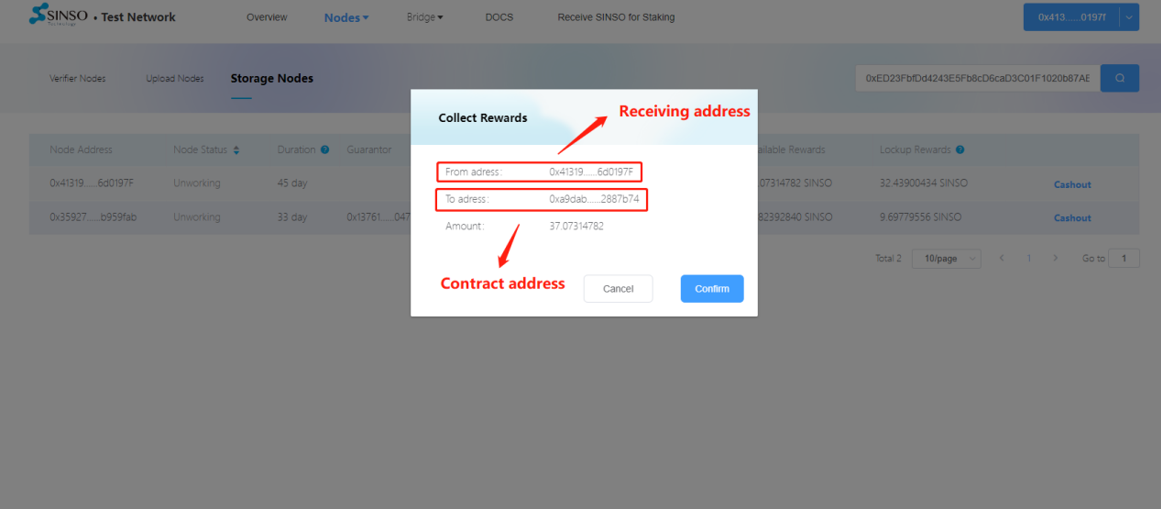 SINSO • Test Network Overview Nodes Bridge DOCS Receive SINSO for Staking 0x413......0197f
Verifier Nodes Upload Nodes Storage Nodes 0xED23FbfDd4243E5Fb8cD6caD3C01F1020b87AE
Collect Rewards Receiving address
Node Address Node Status Duration Guarantor ailable Rewards Lockup Rewards
From adress: 0x41319......6d0197F
0x41319......6d0197F Unworking 45 day .07314782 SINSO 32.43900434 SINSO Cashout
To adress: 0xa9dab......2887b74
0x35927......b959fab Unworking 33 day 0x13761......047 82392840 SINSO 9.69779556 SINSO Cashout
Amount: 37.07314782
Total 2 10/page < 1 > Go to 1
Contract address Cancel Confirm